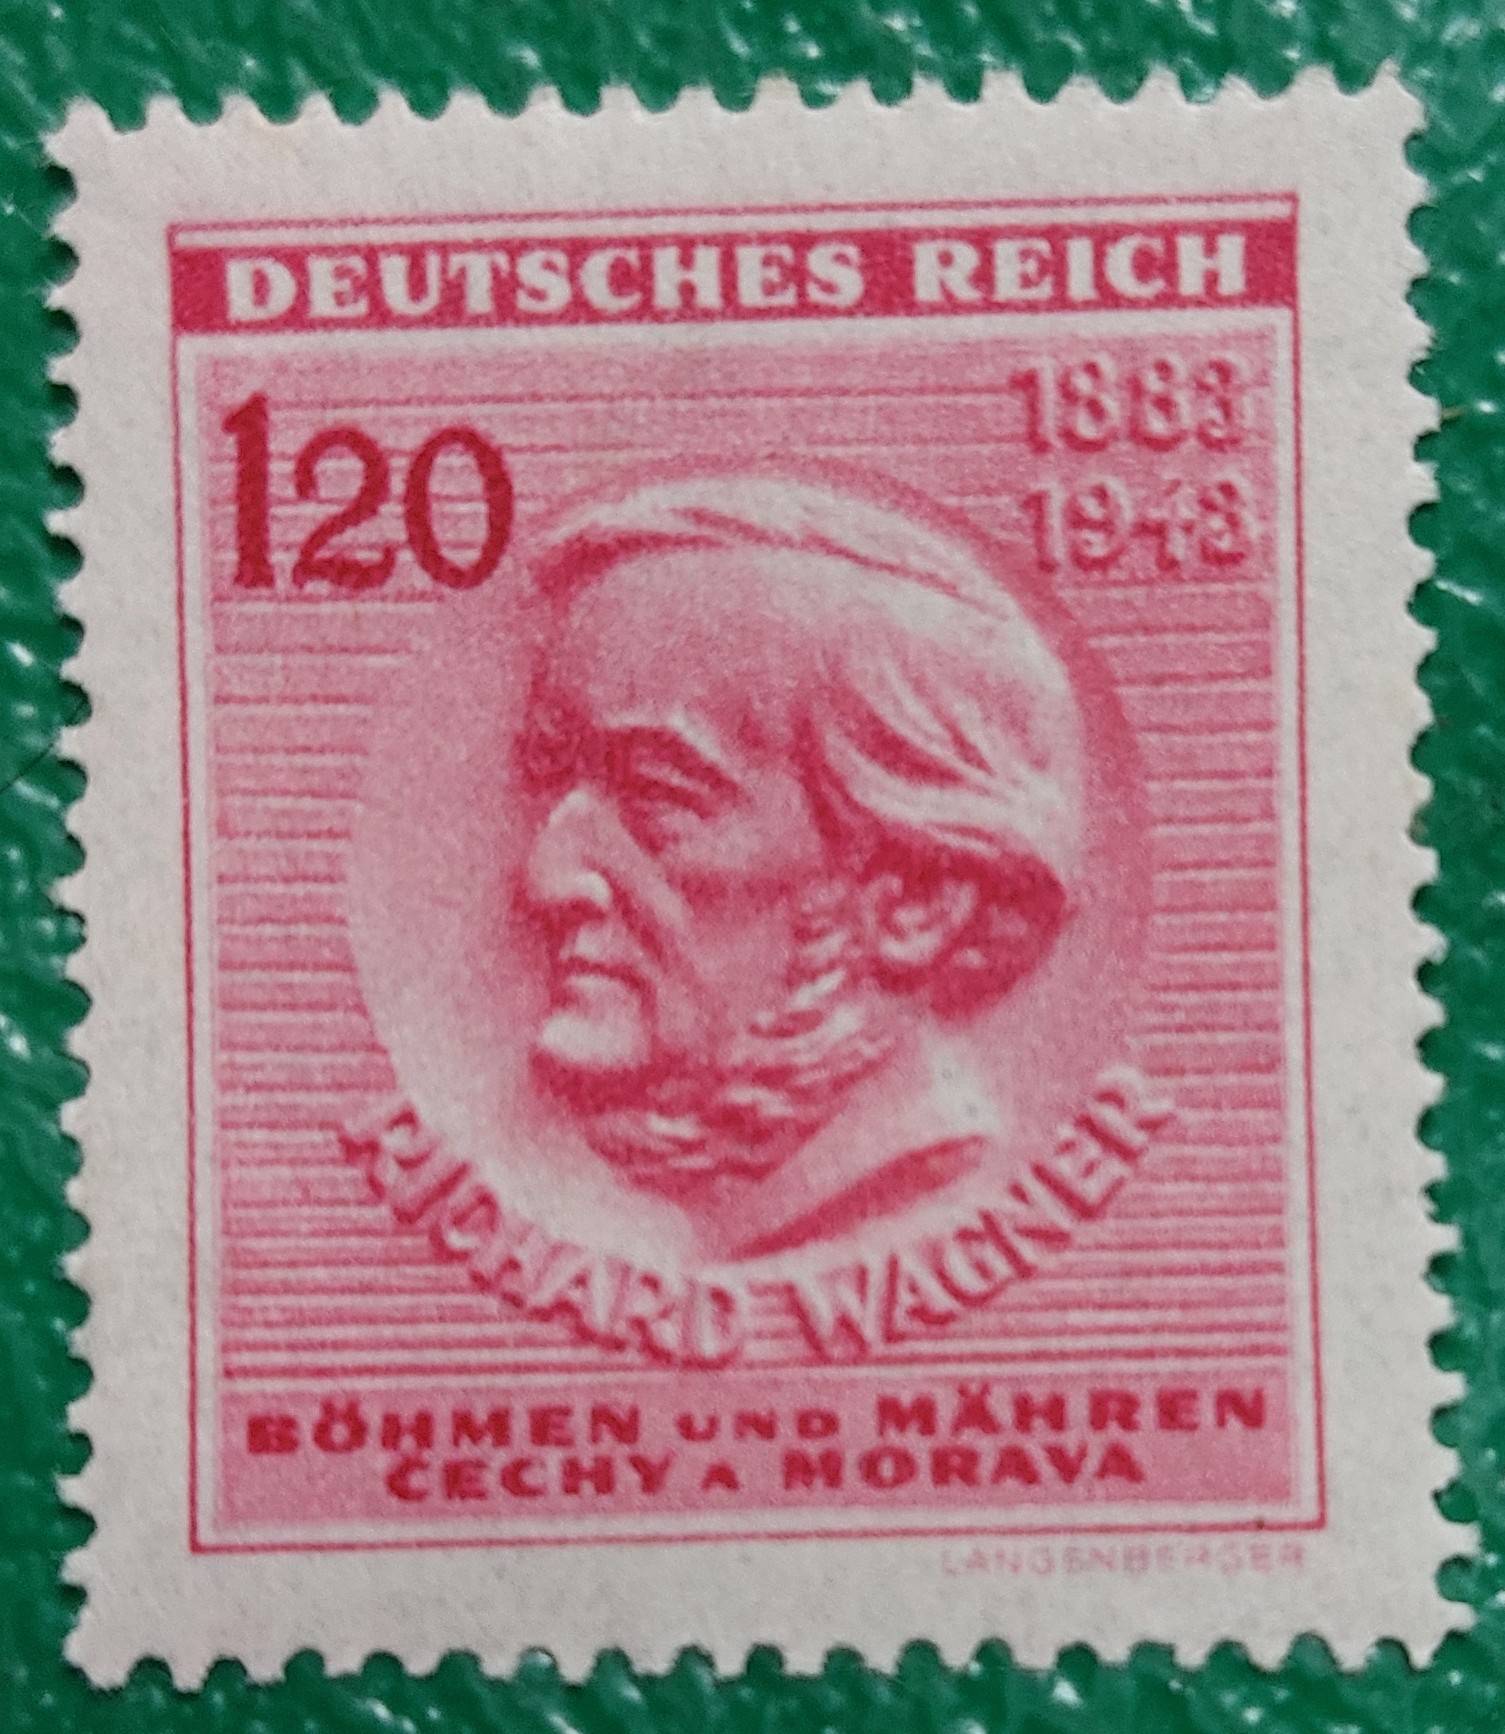 DEUTSCHES REICH
120
1883
1943
RICHARD WAGNER
BÖHMEN UND MÄHREN
ČECHY A MORAVA
LANGENBERGER